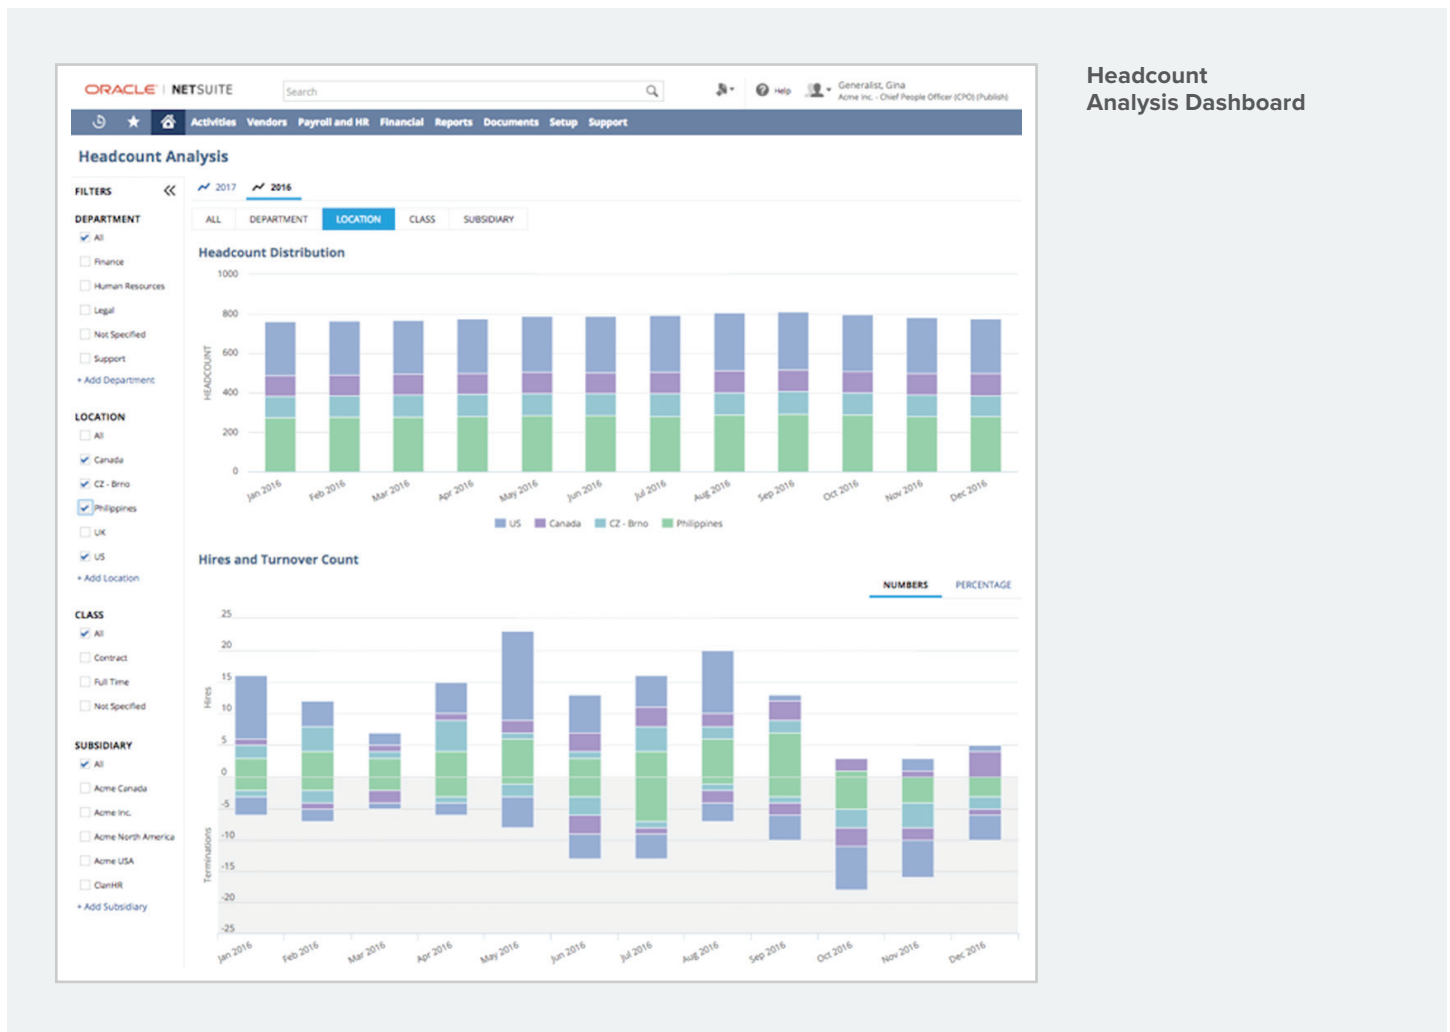 Headcount
Analysis Dashboard
ORACLE | NETSUITE
Search
Help
Generalist, Gina
Acme Inc. - Chief People Officer (CPO) (Publish)
Activities Vendors Payroll and HR Financial Reports Documents Setup Support
Headcount Analysis
FILTERS
DEPARTMENT
All
Finance
Human Resources
Legal
Not Specified
Support
+ Add Department
LOCATION
All
Canada
CZ - Brno
Philippines
UK
US
+ Add Location
CLASS
All
Contract
Full Time
Not Specified
SUBSIDIARY
All
Acme Canada
Acme Inc.
Acme North America
Acme USA
ClanHR
+ Add Subsidiary
2017 2016
ALL DEPARTMENT LOCATION CLASS SUBSIDIARY
Headcount Distribution
HEADCOUNT
1000
800
600
400
200
0
Jan 2016 Feb 2016 Mar 2016 Apr 2016 May 2016 Jun 2016 Jul 2016 Aug 2016 Sep 2016 Oct 2016 Nov 2016 Dec 2016
US Canada CZ - Brno Philippines
Hires and Turnover Count
NUMBERS PERCENTAGE
Hires
Terminations
25
20
15
10
5
0
-5
-10
-15
-20
-25
Jan 2016 Feb 2016 Mar 2016 Apr 2016 May 2016 Jun 2016 Jul 2016 Aug 2016 Sep 2016 Oct 2016 Nov 2016 Dec 2016